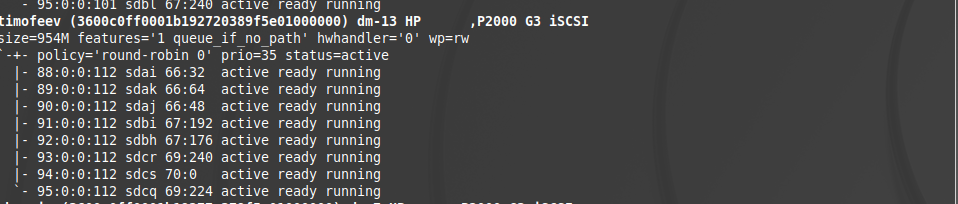 - 95:0:0:101 sdbl 67:240 active ready running
timofeev (3600c0ff0001b192720389f5e01000000) dm-13 HP      ,P2000 G3 iSCSI
size=954M features='1 queue_if_no_path' hwhandler='0' wp=rw
`-+- policy='round-robin 0' prio=35 status=active
  |- 88:0:0:112 sdai 66:32  active ready running
  |- 89:0:0:112 sdak 66:64  active ready running
  |- 90:0:0:112 sdaj 66:48  active ready running
  |- 91:0:0:112 sdbi 67:192 active ready running
  |- 92:0:0:112 sdbh 67:176 active ready running
  |- 93:0:0:112 sdcr 69:240 active ready running
  |- 94:0:0:112 sdcs 70:0   active ready running
  `- 95:0:0:112 sdcq 69:224 active ready running